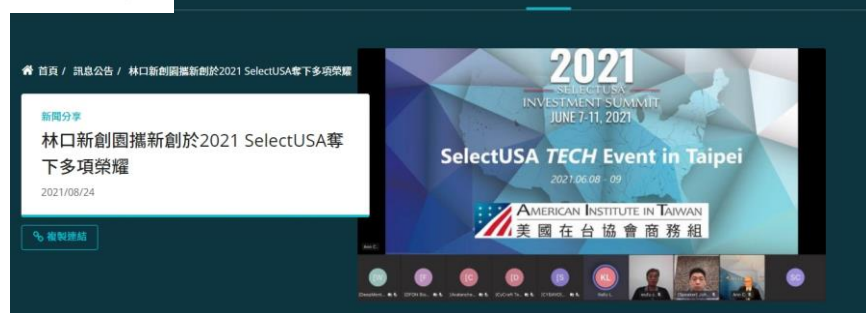 首頁 / 訊息公告 / 林口新創園攜新創於2021 SelectUSA奪下多項榮耀
新聞分享
林口新創園攜新創於2021 SelectUSA奪
下多項榮耀
2021/08/24
複製連結
2021
SELECTUSA
INVESTMENT SUMMIT
JUNE 7-11, 2021
SelectUSA TECH Event in Taipei
2021.06.08 - 09
AMERICAN INSTITUTE IN TAIWAN
美國在台協會商務組
Ann C.
KL
SC